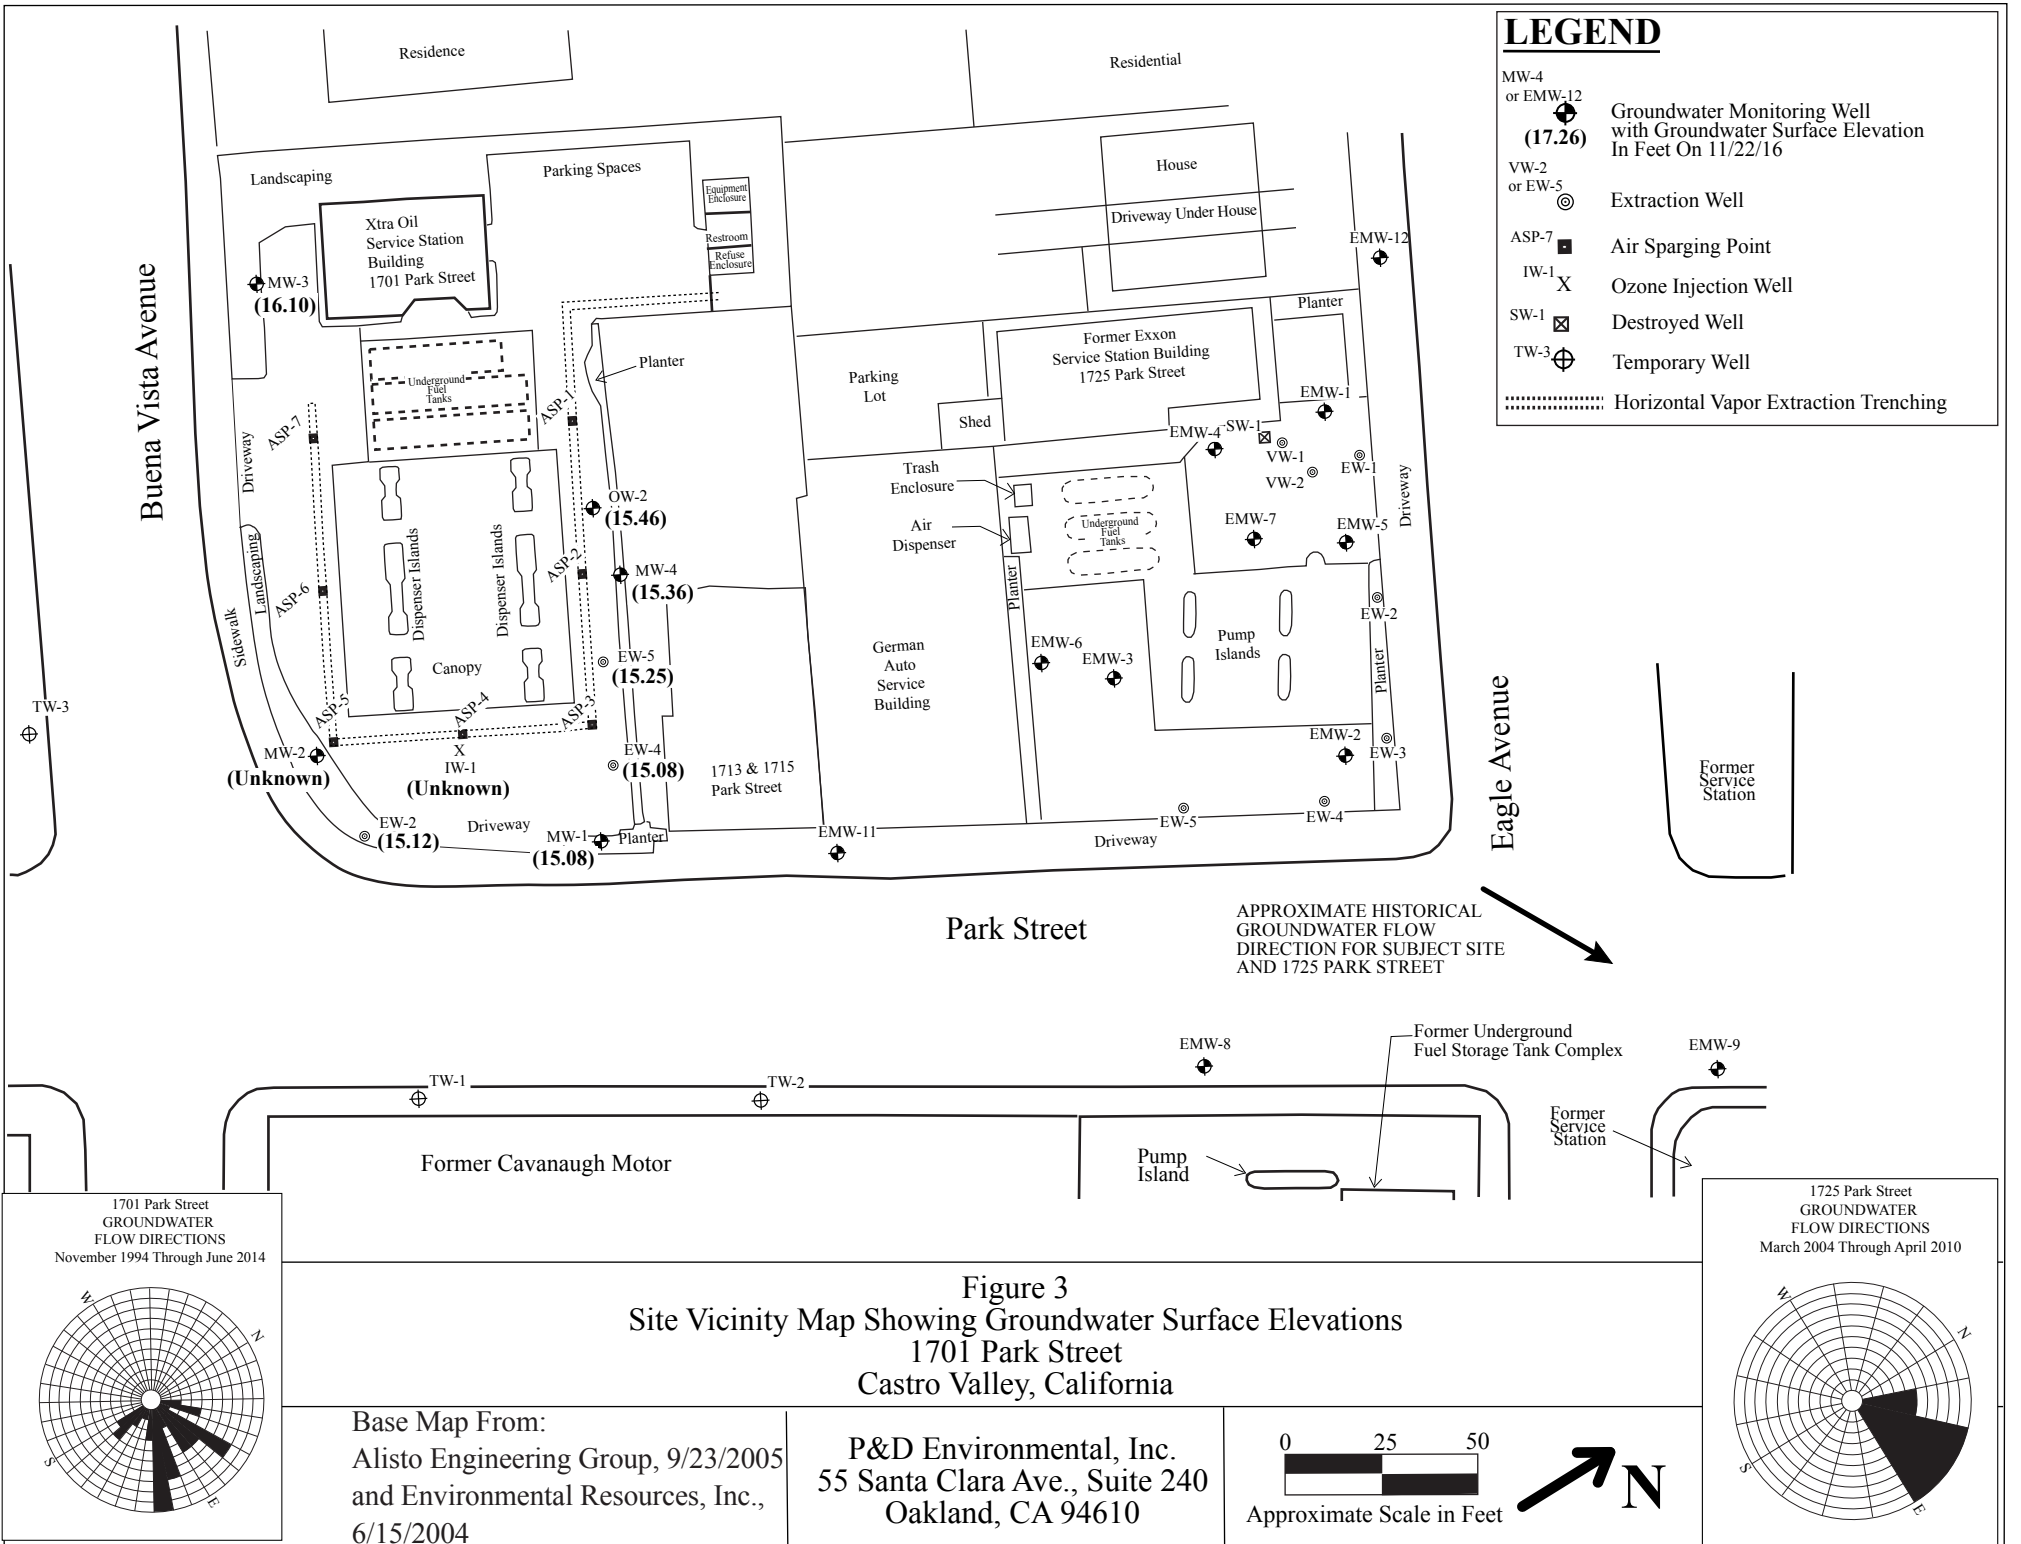 Residence
Residential
LEGEND
MW-4
or EMW-12
(17.26)
Groundwater Monitoring Well
with Groundwater Surface Elevation
In Feet On 11/22/16
VW-2
or EW-5
Extraction Well
ASP-7
Air Sparging Point
IW-1
X
Ozone Injection Well
SW-1
Destroyed Well
TW-3
Temporary Well
Horizontal Vapor Extraction Trenching
Landscaping
Parking Spaces
Equipment
Enclosure
Restroom
Refuse
Enclosure
Xtra Oil
Service Station
Building
1701 Park Street
House
Driveway Under House
EMW-12
MW-3
(16.10)
Buena Vista Avenue
Planter
Underground
Fuel
Tanks
Planter
Former Exxon
Service Station Building
1725 Park Street
Parking
Lot
Shed
EMW-1
ASP-1
ASP-7
Driveway
EMW-4
SW-1
VW-1
VW-2
EW-1
Driveway
Trash
Enclosure
Air
Dispenser
Underground
Fuel
Tanks
EMW-7
EMW-5
OW-2
(15.46)
Landscaping
Dispenser Islands
Dispenser Islands
ASP-2
MW-4
(15.36)
ASP-6
Sidewalk
Planter
EW-2
EMW-6
EMW-3
Pump
Islands
Planter
German
Auto
Service
Building
EW-5
(15.25)
Canopy
TW-3
ASP-5
ASP-4
ASP-3
MW-2
(Unknown)
X
IW-1
(Unknown)
EW-4
(15.08)
1713 & 1715
Park Street
EMW-2
EW-3
Eagle Avenue
Former
Service
Station
EW-2
(15.12)
Driveway
MW-1
(15.08)
Planter
EMW-11
EW-5
EW-4
Driveway
Park Street
APPROXIMATE HISTORICAL
GROUNDWATER FLOW
DIRECTION FOR SUBJECT SITE
AND 1725 PARK STREET
EMW-8
Former Underground
Fuel Storage Tank Complex
EMW-9
TW-1
TW-2
Former
Service
Station
Former Cavanaugh Motor
Pump
Island
1701 Park Street
GROUNDWATER
FLOW DIRECTIONS
November 1994 Through June 2014
W
N
S
E
1725 Park Street
GROUNDWATER
FLOW DIRECTIONS
March 2004 Through April 2010
W
N
S
E
Figure 3
Site Vicinity Map Showing Groundwater Surface Elevations
1701 Park Street
Castro Valley, California
Base Map From:
Alisto Engineering Group, 9/23/2005
and Environmental Resources, Inc.,
6/15/2004
P&D Environmental, Inc.
55 Santa Clara Ave., Suite 240
Oakland, CA 94610
0 25 50
Approximate Scale in Feet
N